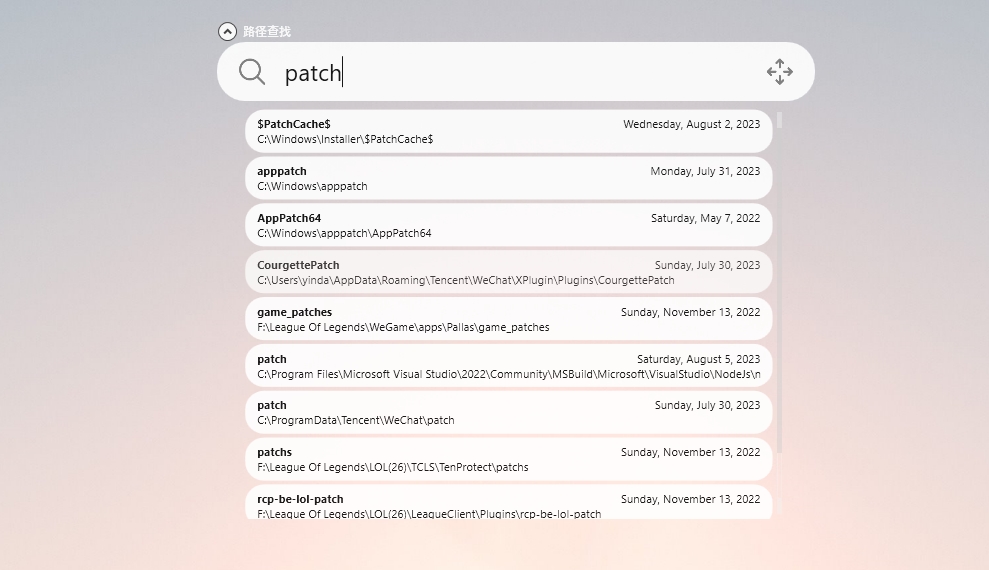 路径查找
patch
$PatchCache$ Wednesday, August 2, 2023
C:\Windows\Installer\$PatchCache$
apppatch Monday, July 31, 2023
C:\Windows\apppatch
AppPatch64 Saturday, May 7, 2022
C:\Windows\apppatch\AppPatch64
CourgettePatch Sunday, July 30, 2023
C:\Users\yinda\AppData\Roaming\Tencent\WeChat\XPlugin\Plugins\CourgettePatch
game_patches Sunday, November 13, 2022
F:\League Of Legends\WeGame\apps\Pallas\game_patches
patch Saturday, August 5, 2023
C:\Program Files\Microsoft Visual Studio\2022\Community\MSBuild\Microsoft\VisualStudio\NodeJs\n
patch Sunday, July 30, 2023
C:\ProgramData\Tencent\WeChat\patch
patchs Sunday, November 13, 2022
F:\League Of Legends\LOL(26)\TCLS\TenProtect\patchs
rcp-be-lol-patch Sunday, November 13, 2022
F:\League Of Legends\LOL(26)\LeagueClient\Plugins\rcp-be-lol-patch